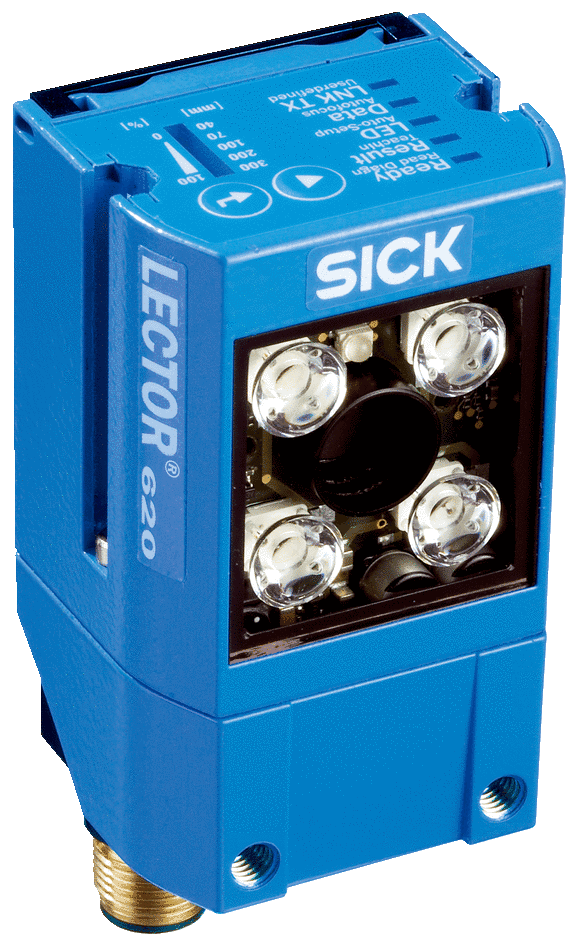 Userdefined
LNK TX
Autofocus
Data
Auto-Setup
LED
Teachin
Result
Read Diagn
Ready
[mm]
40
70
100
200
300
[%]
0
100
SICK
LECTOR® 620